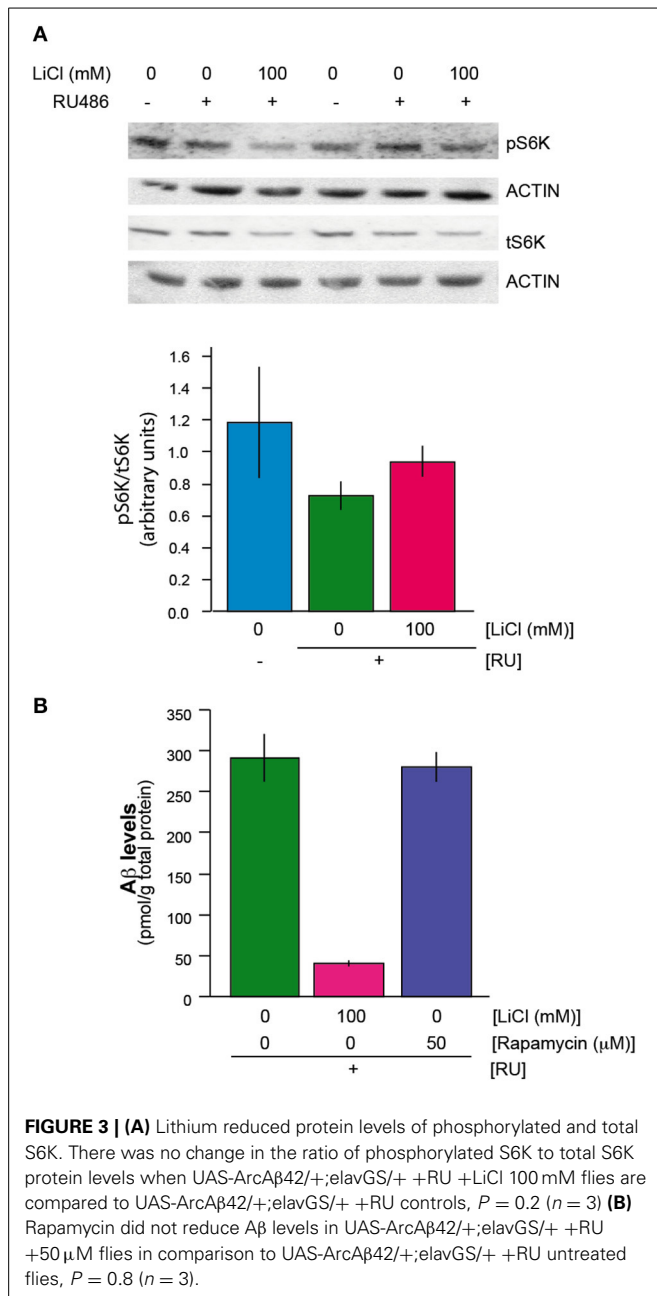 A
LiCl (mM) 0 0 100 0 0 100
RU486 - + + - + +
pS6K
ACTIN
tS6K
ACTIN
pS6K/tS6K
(arbitrary units)
1.6
1.4
1.2
1.0
0.8
0.6
0.4
0.2
0.0
0 0 100 [LiCl (mM)]
- + [RU]
B
Aβ levels
(pmol/g total protein)
350
300
250
200
150
100
50
0
0 100 0 [LiCl (mM)]
0 0 50 [Rapamycin (μM)]
+ [RU]
FIGURE 3 | (A) Lithium reduced protein levels of phosphorylated and total
S6K. There was no change in the ratio of phosphorylated S6K to total S6K
protein levels when UAS-ArcAβ42/+;elavGS/+ +RU +LiCl 100 mM flies are
compared to UAS-ArcAβ42/+;elavGS/+ +RU controls, P = 0.2 (n = 3) (B)
Rapamycin did not reduce Aβ levels in UAS-ArcAβ42/+;elavGS/+ +RU
+50 μM flies in comparison to UAS-ArcAβ42/+;elavGS/+ +RU untreated
flies, P = 0.8 (n = 3).